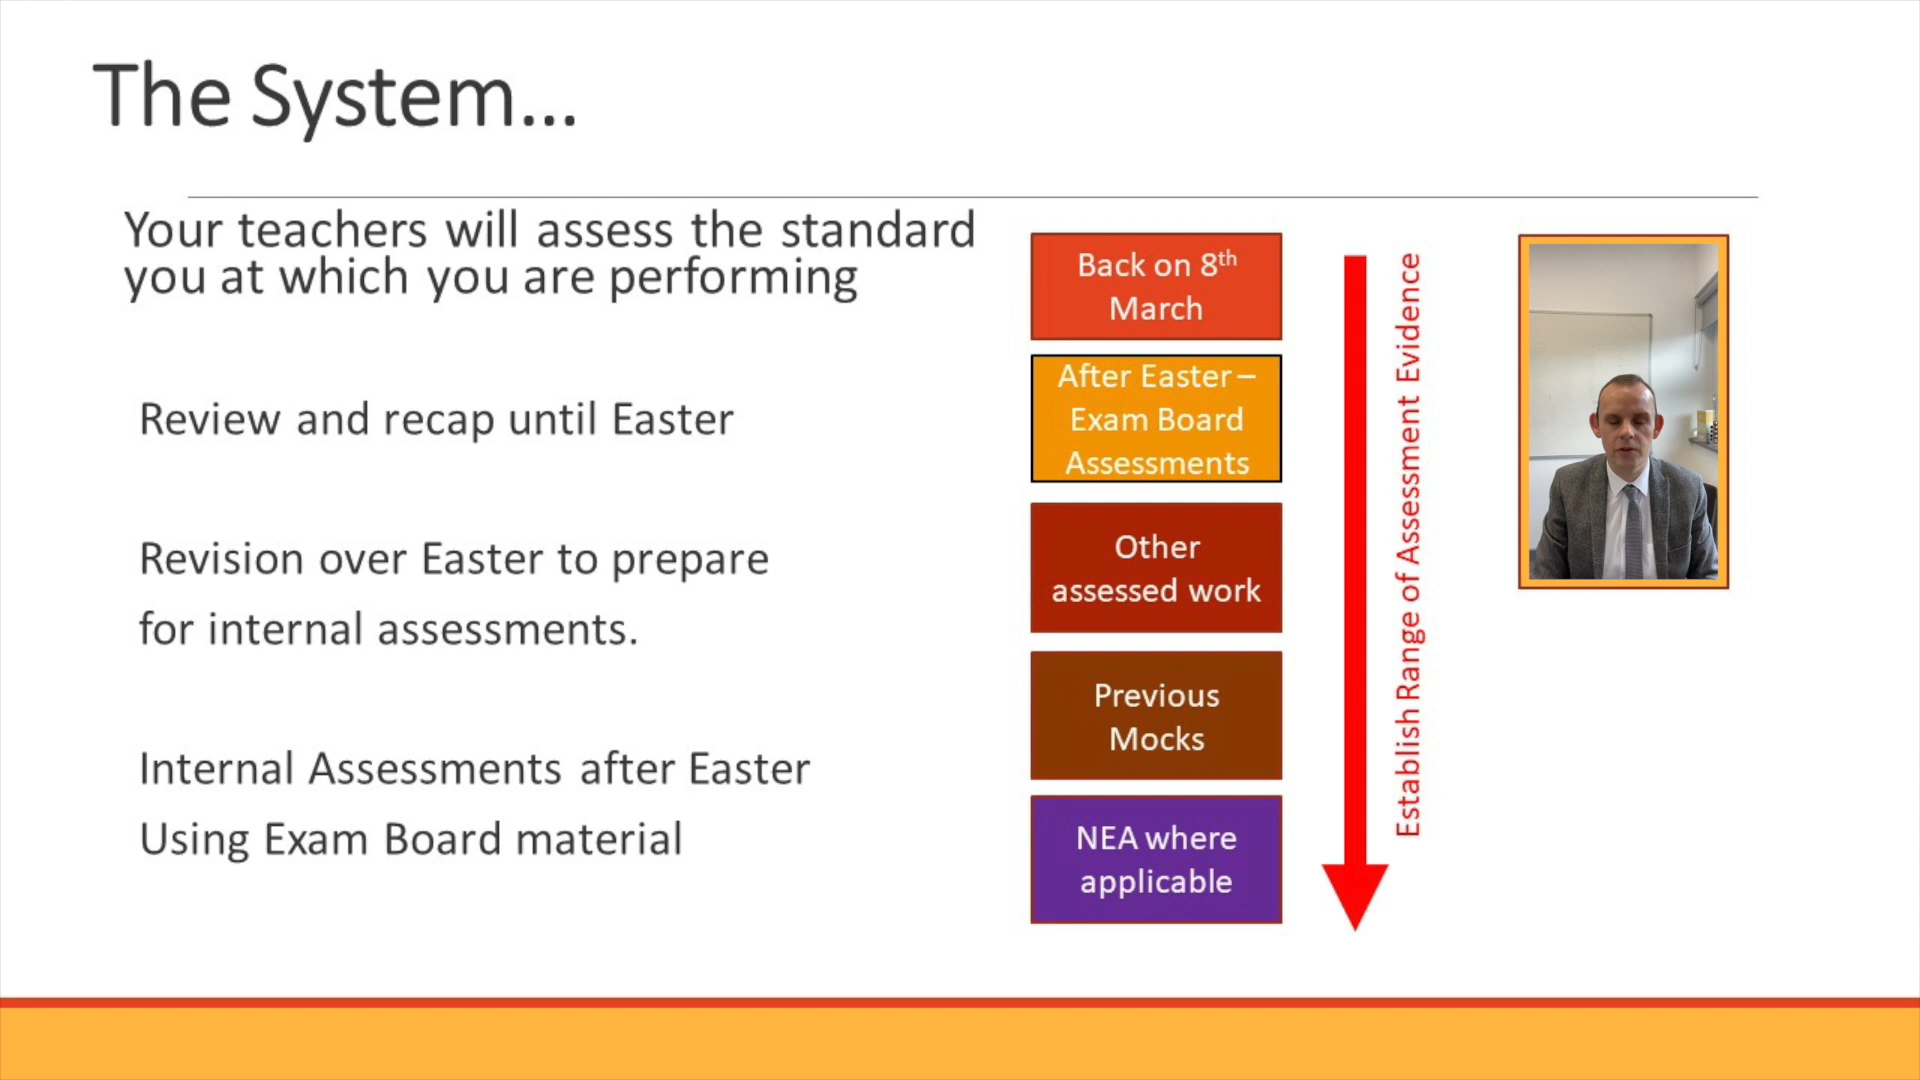 The System...
Your teachers will assess the standard
you at which you are performing
Review and recap until Easter
Revision over Easter to prepare
for internal assessments.
Internal Assessments after Easter
Using Exam Board material
Back on 8th
March
After Easter –
Exam Board
Assessments
Other
assessed work
Previous
Mocks
NEA where
applicable
Establish Range of Assessment Evidence